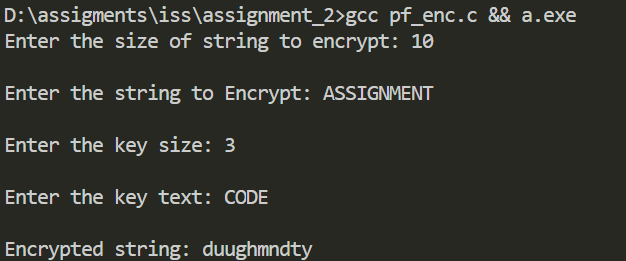 D:\assigments\iss\assignment_2>gcc pf_enc.c && a.exe
Enter the size of string to encrypt: 10
Enter the string to Encrypt: ASSIGNMENT
Enter the key size: 3
Enter the key text: CODE
Encrypted string: duughmndty